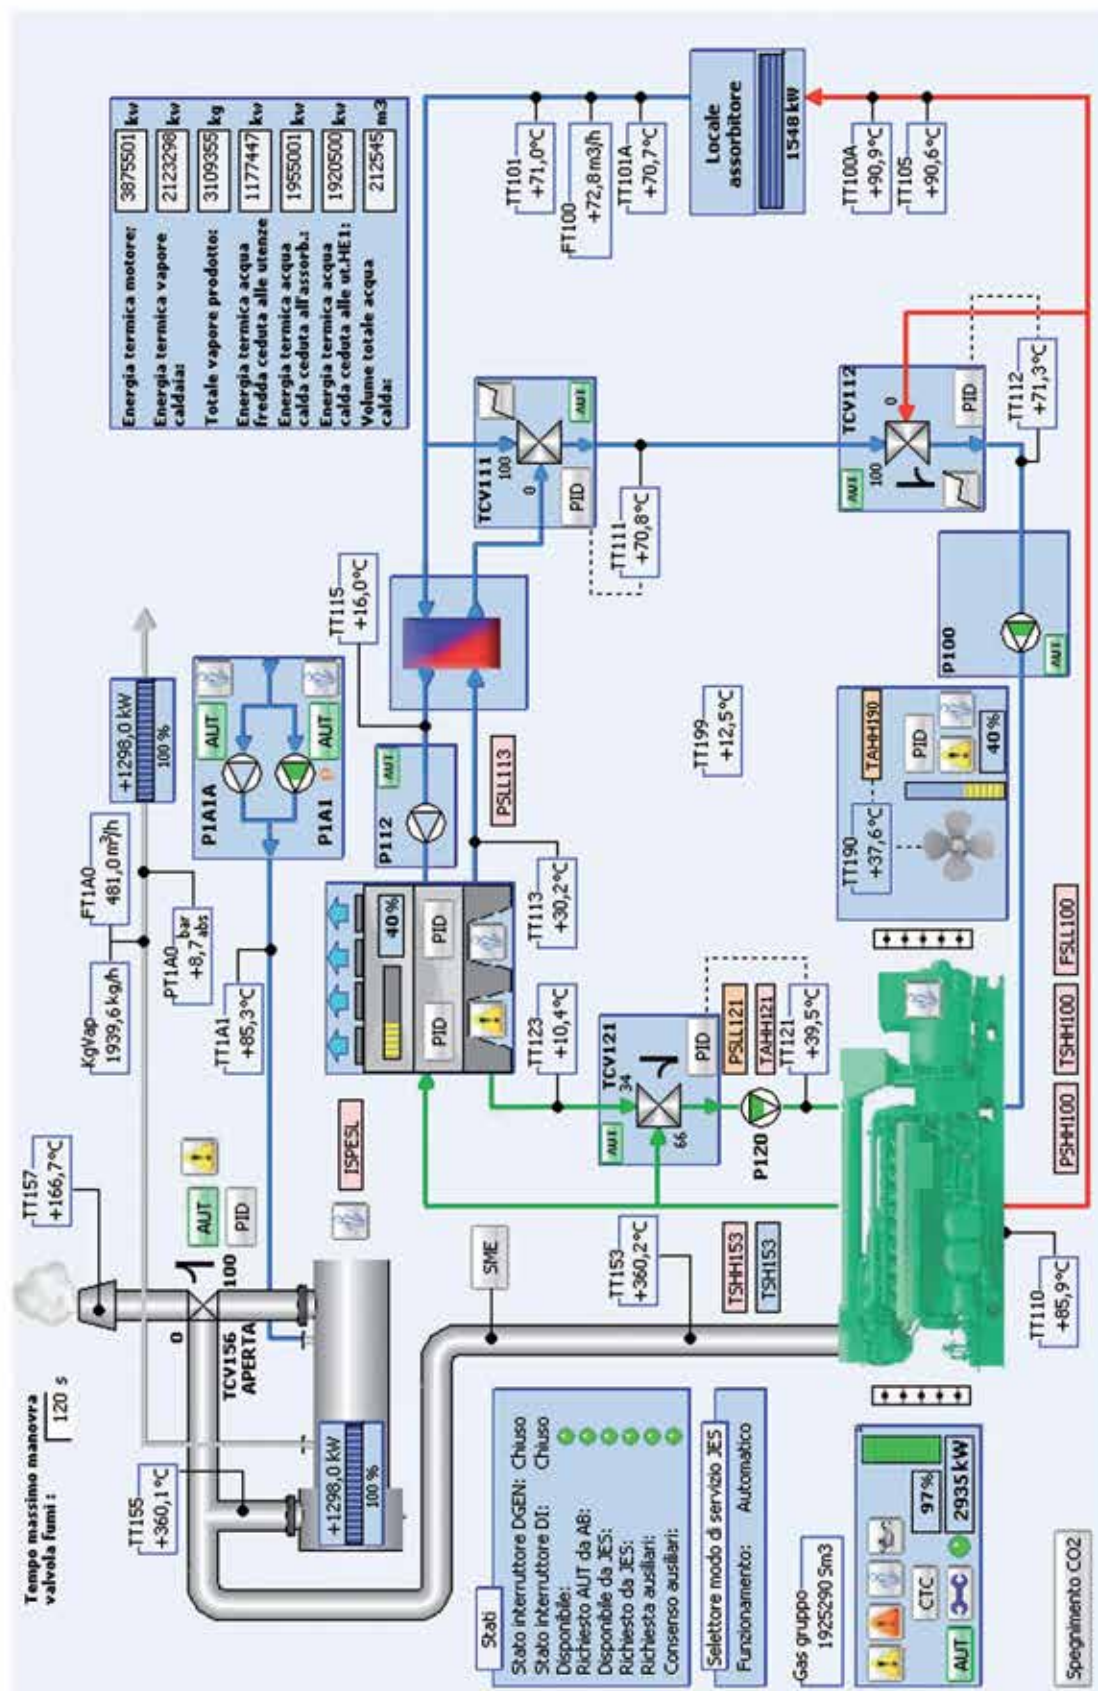 Tempo massimo manovra
valvola fumi :
120 s
TT157
+166,7°C
KgVap
1939,6 kg/h
FT1A0
481,0 m³/h
+1298,0 kW
100 %
PT1A0
bar
+8,7 abs
Energia termica motore:
3875501 kw
Energia termica vapore
caldaia:
2123298 kw
Totale vapore prodotto:
3109355 kg
Energia termica acqua
fredda ceduta alle utenze
1177447 kw
Energia termica acqua
calda ceduta all'assorb.:
1955001 kw
Energia termica acqua
calda ceduta alle ut.HE1:
1920500 kw
Volume totale acqua
calda:
212545 m3
TT155
+360,1°C
0
100
TCV156
APERTA
AUT
PID
TT1A1
+85,3°C
P1A1A
AUT
AUT
P1A1
P
+1298,0 kW
100 %
ISPESL
40 %
PID
PID
P112
AUT
TT115
+16,0°C
PSLL113
TT113
+30,2°C
TT123
+10,4°C
TT101
+71,0°C
FT100
+72,8 m3/h
TT101A
+70,7°C
Locale
assorbitore
1548 kW
TT100A
+90,9°C
TT105
+90,6°C
TCV111
100
0
PID
AUT
TT111
+70,8°C
SME
TT153
+360,2°C
TSHH153
TSH153
TCV121
AUT
34
66
PID
P120
PSLL121
TAHH121
TT121
+39,5°C
TT199
+12,5°C
TCV112
AUT
100
0
PID
TT112
+71,3°C
Stati
Stato interruttore DGEN: Chiuso
Stato interruttore DI: Chiuso
Disponibile:
Richiesto AUT da AB:
Disponibile da JES:
Richiesto da JES:
Richiesta ausiliari:
Consenso ausiliari:
Selettore modo di servizio JES
Funzionamento: Automatico
Gas gruppo
1925290 Sm3
CTC
97%
AUT
2935 kW
TT110
+85,9°C
PSHH100
TSHH100
FSLL100
TT190
+37,6°C
TAHH190
PID
40 %
P100
AUT
Spegnimento CO2